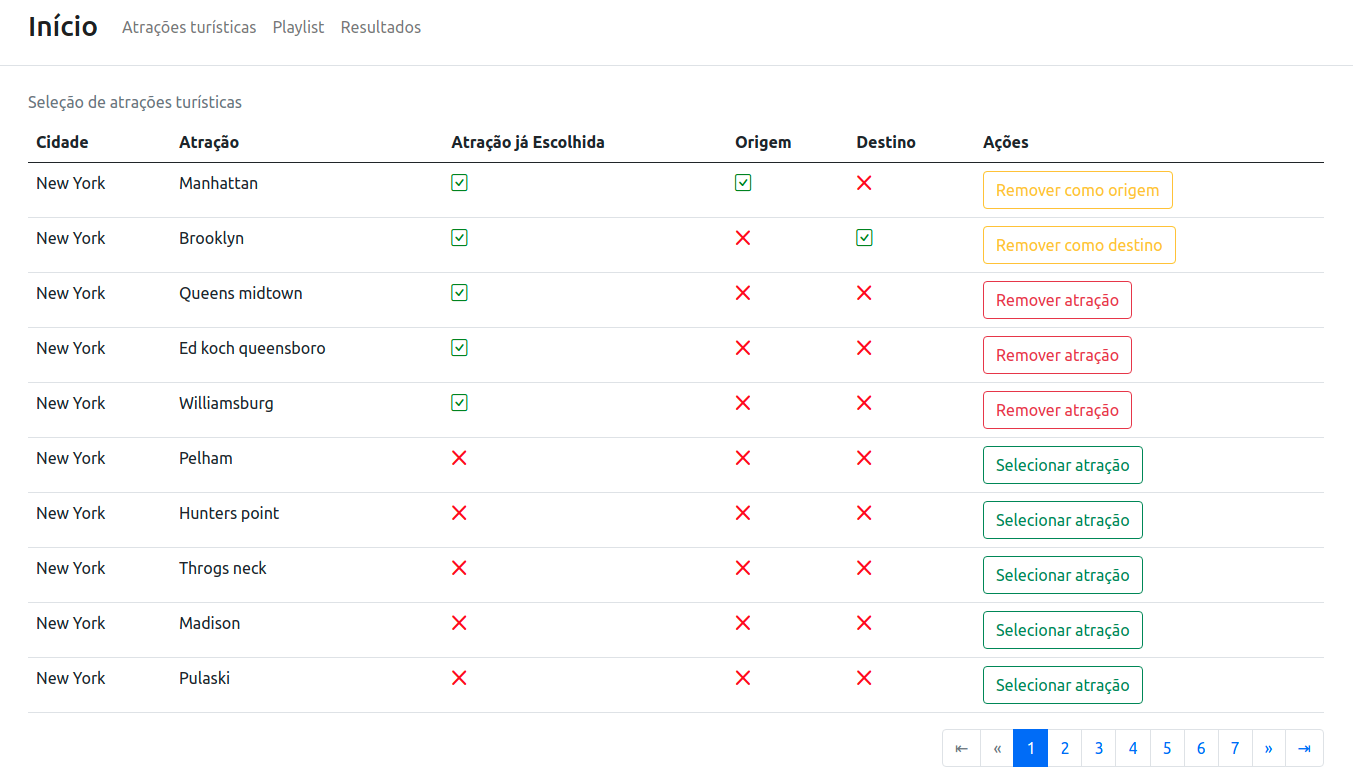 Início Atrações turísticas Playlist Resultados
Seleção de atrações turísticas
Cidade Atração Atração já Escolhida Origem Destino Ações
New York Manhattan Remover como origem
New York Brooklyn Remover como destino
New York Queens midtown Remover atração
New York Ed koch queensboro Remover atração
New York Williamsburg Remover atração
New York Pelham Selecionar atração
New York Hunters point Selecionar atração
New York Throgs neck Selecionar atração
New York Madison Selecionar atração
New York Pulaski Selecionar atração
⇤ « 1 2 3 4 5 6 7 » ⇥